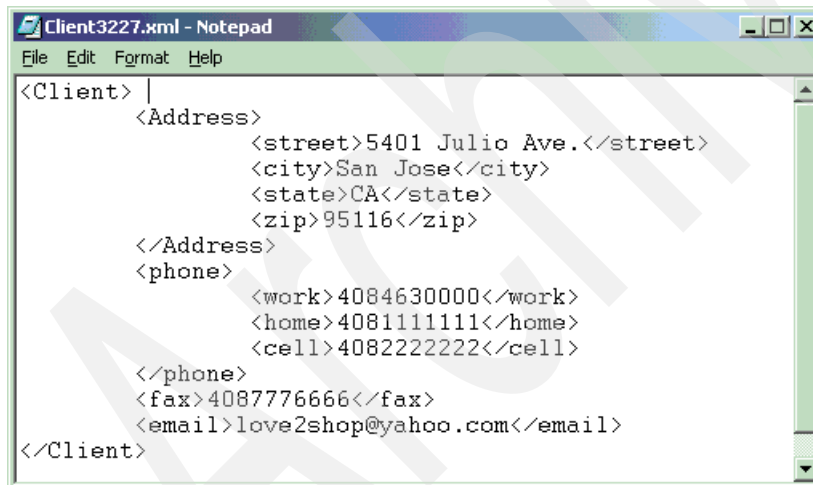 Client3227.xml - Notepad
File Edit Format Help
<Client>
<Address>
<street>5401 Julio Ave.</street>
<city>San Jose</city>
<state>CA</state>
<zip>95116</zip>
</Address>
<phone>
<work>4084630000</work>
<home>4081111111</home>
<cell>4082222222</cell>
</phone>
<fax>4087776666</fax>
<email>love2shop@yahoo.com</email>
</Client>